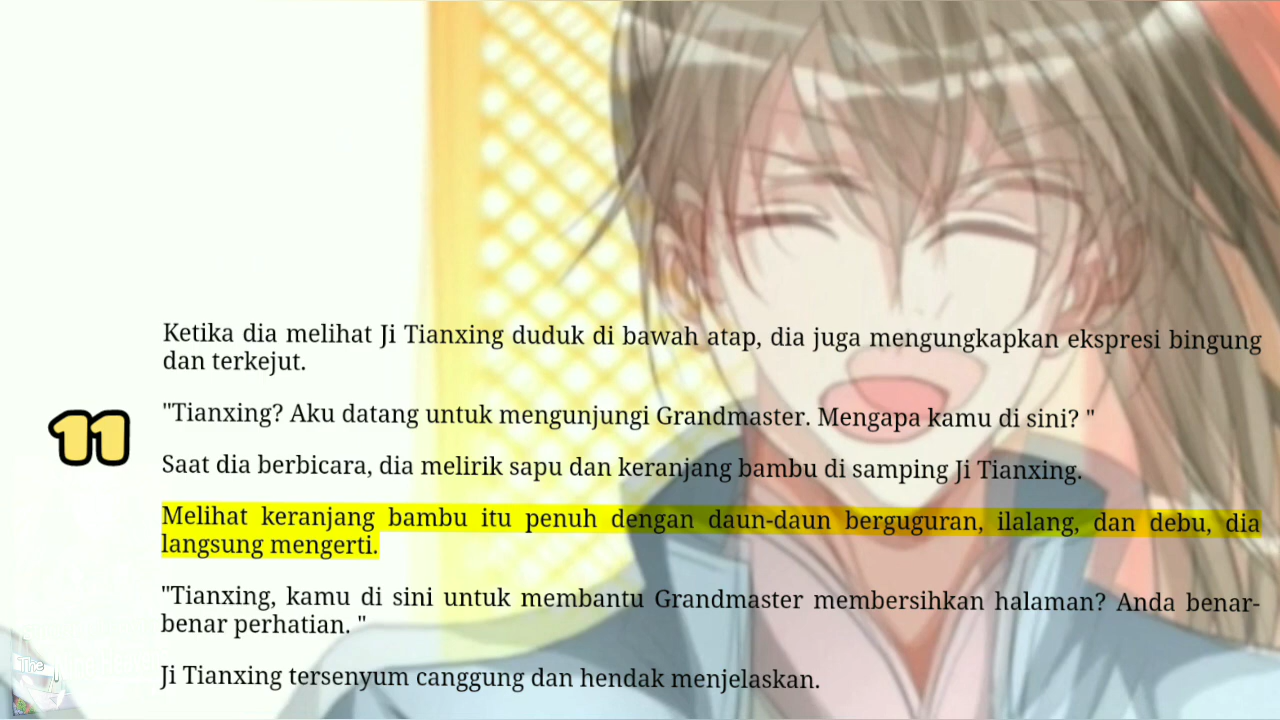 Ketika dia melihat Ji Tianxing duduk di bawah atap, dia juga mengungkapkan ekspresi bingung
dan terkejut.
"Tianxing? Aku datang untuk mengunjungi Grandmaster. Mengapa kamu di sini? "
11
Saat dia berbicara, dia melirik sapu dan keranjang bambu di samping Ji Tianxing.
Melihat keranjang bambu itu penuh dengan daun-daun berguguran, ilalang, dan debu, dia
langsung mengerti.
"Tianxing, kamu di sini untuk membantu Grandmaster membersihkan halaman? Anda benar-
benar perhatian. "
The
Ji Tianxing tersenyum canggung dan hendak menjelaskan.